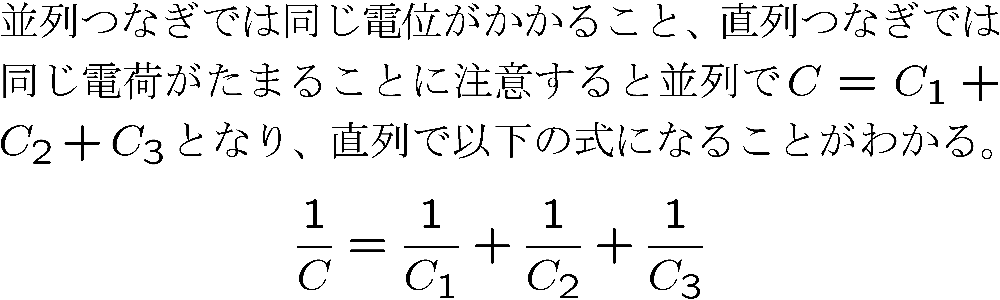 並列つなぎでは同じ電位がかかること、直列つなぎでは
同じ電荷がたまることに注意すると並列で C = C₁ +
C₂ + C₃ となり、直列で以下の式になることがわかる。
1/C = 1/C₁ + 1/C₂ + 1/C₃